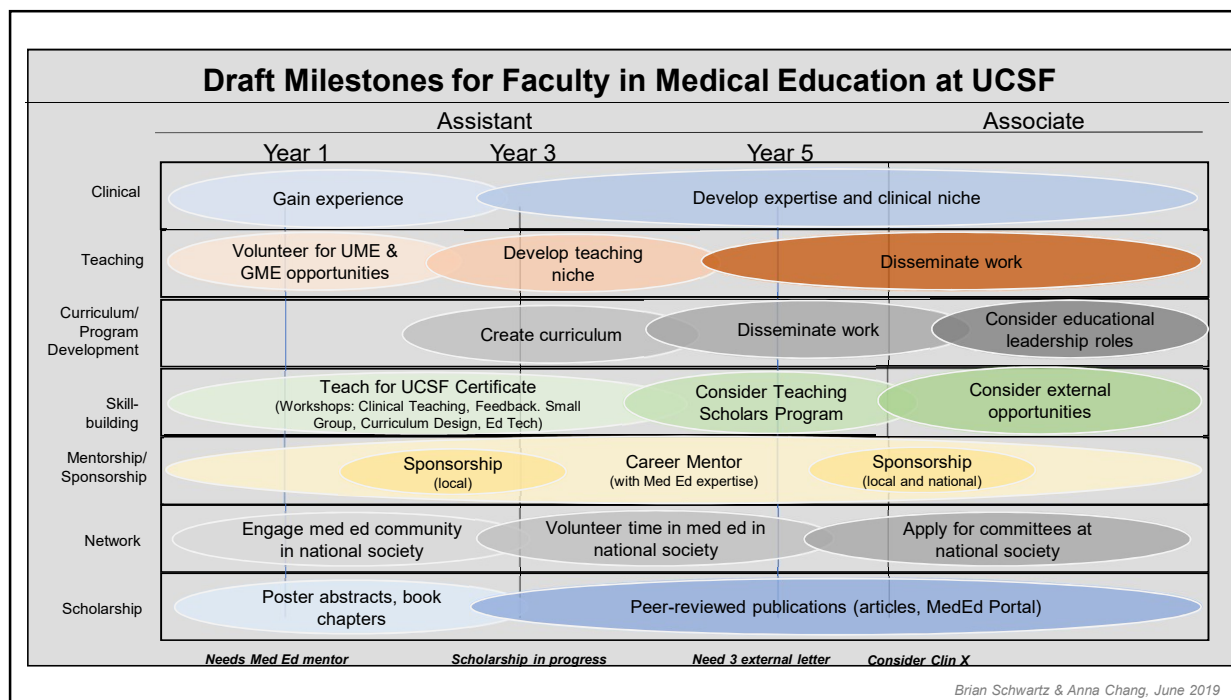 Draft Milestones for Faculty in Medical Education at UCSF
Assistant
Associate
Year 1
Year 3
Year 5
Clinical
Gain experience
Develop expertise and clinical niche
Teaching
Volunteer for UME &
GME opportunities
Develop teaching
niche
Disseminate work
Curriculum/
Program
Development
Create curriculum
Disseminate work
Consider educational
leadership roles
Skill-
building
Teach for UCSF Certificate
(Workshops: Clinical Teaching, Feedback. Small
Group, Curriculum Design, Ed Tech)
Consider Teaching
Scholars Program
Consider external
opportunities
Mentorship/
Sponsorship
Sponsorship
(local)
Career Mentor
(with Med Ed expertise)
Sponsorship
(local and national)
Network
Engage med ed community
in national society
Volunteer time in med ed in
national society
Apply for committees at
national society
Scholarship
Poster abstracts, book
chapters
Peer-reviewed publications (articles, MedEd Portal)
Needs Med Ed mentor
Scholarship in progress
Need 3 external letter
Consider Clin X
Brian Schwartz & Anna Chang, June 2019